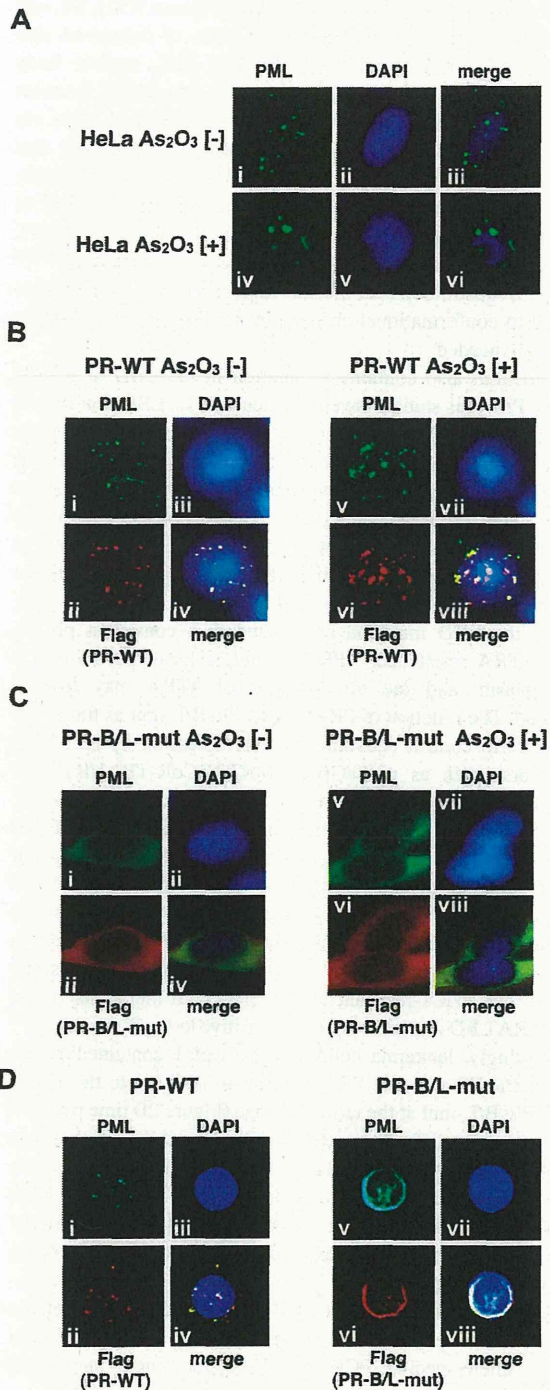 A
PML DAPI merge
HeLa As₂O₃ [-]
i ii iii
HeLa As₂O₃ [+]
iv v vi
B
PR-WT As₂O₃ [-] PR-WT As₂O₃ [+]
PML DAPI PML DAPI
i iii v vii
ii iv vi viii
Flag merge Flag merge
(PR-WT) (PR-WT)
C
PR-B/L-mut As₂O₃ [-] PR-B/L-mut As₂O₃ [+]
PML DAPI PML DAPI
i ii v vii
ii iv vi viii
Flag merge Flag merge
(PR-B/L-mut) (PR-B/L-mut)
D
PR-WT PR-B/L-mut
PML DAPI PML DAPI
i iii v vii
ii iv vi viii
Flag merge Flag merge
(PR-WT) (PR-B/L-mut)